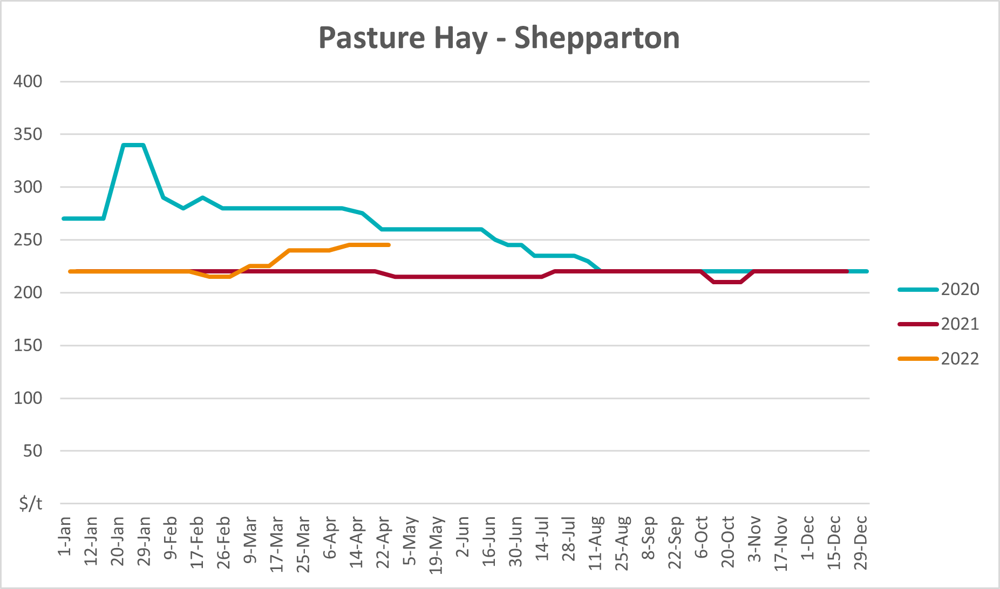 Pasture Hay - Shepparton
400
350
300
250
200
150
100
50
$/t
1-Jan
12-Jan
20-Jan
29-Jan
9-Feb
17-Feb
26-Feb
9-Mar
17-Mar
25-Mar
6-Apr
14-Apr
22-Apr
5-May
19-May
2-Jun
16-Jun
30-Jun
14-Jul
28-Jul
11-Aug
25-Aug
8-Sep
22-Sep
6-Oct
20-Oct
3-Nov
17-Nov
1-Dec
15-Dec
29-Dec
2020
2021
2022